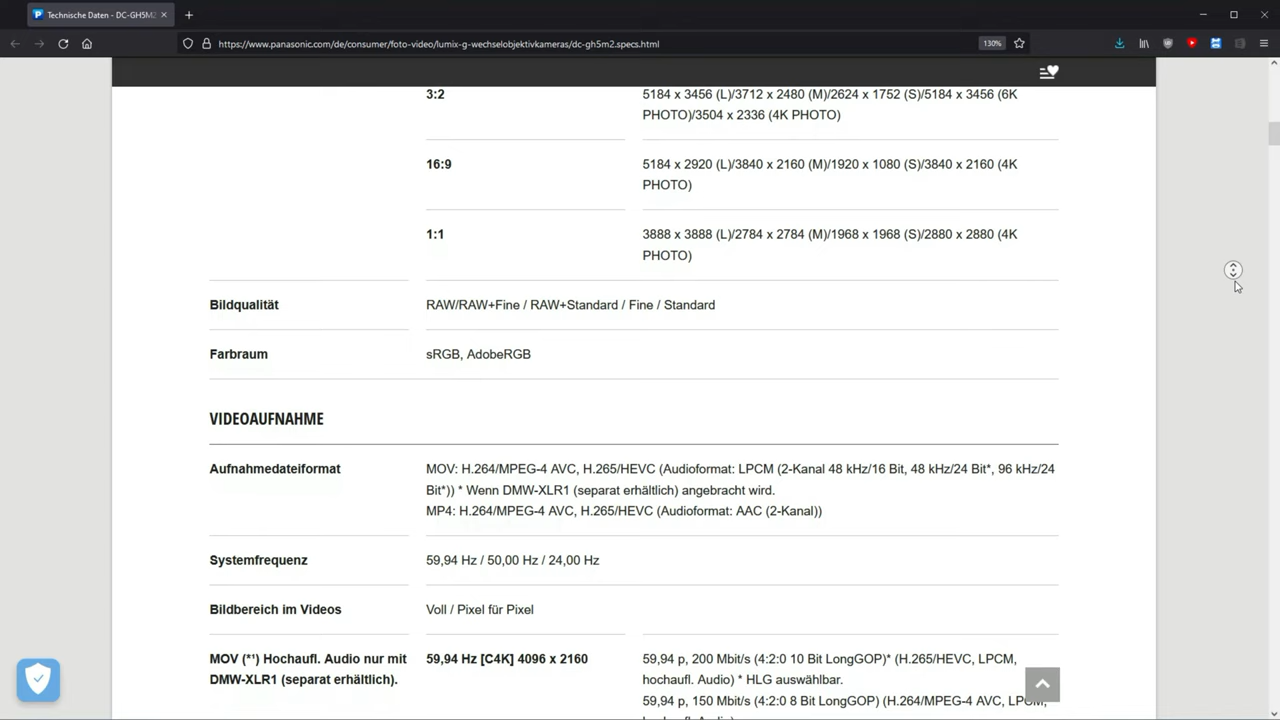 Technische Daten - DC-GH5M2
https://www.panasonic.com/de/consumer/foto-video/lumix-g-wechselobjektivkameras/dc-gh5m2.specs.html
130%
3:2
5184 x 3456 (L)/3712 x 2480 (M)/2624 x 1752 (S)/5184 x 3456 (6K
PHOTO)/3504 x 2336 (4K PHOTO)
16:9
5184 x 2920 (L)/3840 x 2160 (M)/1920 x 1080 (S)/3840 x 2160 (4K
PHOTO)
1:1
3888 x 3888 (L)/2784 x 2784 (M)/1968 x 1968 (S)/2880 x 2880 (4K
PHOTO)
Bildqualität
RAW/RAW+Fine / RAW+Standard / Fine / Standard
Farbraum
sRGB, AdobeRGB
VIDEOAUFNAHME
Aufnahmedateiformat
MOV: H.264/MPEG-4 AVC, H.265/HEVC (Audioformat: LPCM (2-Kanal 48 kHz/16 Bit, 48 kHz/24 Bit*, 96 kHz/24
Bit*)) * Wenn DMW-XLR1 (separat erhältlich) angebracht wird.
MP4: H.264/MPEG-4 AVC, H.265/HEVC (Audioformat: AAC (2-Kanal))
Systemfrequenz
59,94 Hz / 50,00 Hz / 24,00 Hz
Bildbereich im Videos
Voll / Pixel für Pixel
MOV (*¹) Hochaufl. Audio nur mit
DMW-XLR1 (separat erhältlich).
59,94 Hz [C4K] 4096 x 2160
59,94 p, 200 Mbit/s (4:2:0 10 Bit LongGOP)* (H.265/HEVC, LPCM,
hochaufl. Audio) * HLG auswählbar.
59,94 p, 150 Mbit/s (4:2:0 8 Bit LongGOP) (H.264/MPEG-4 AVC, LPCM,